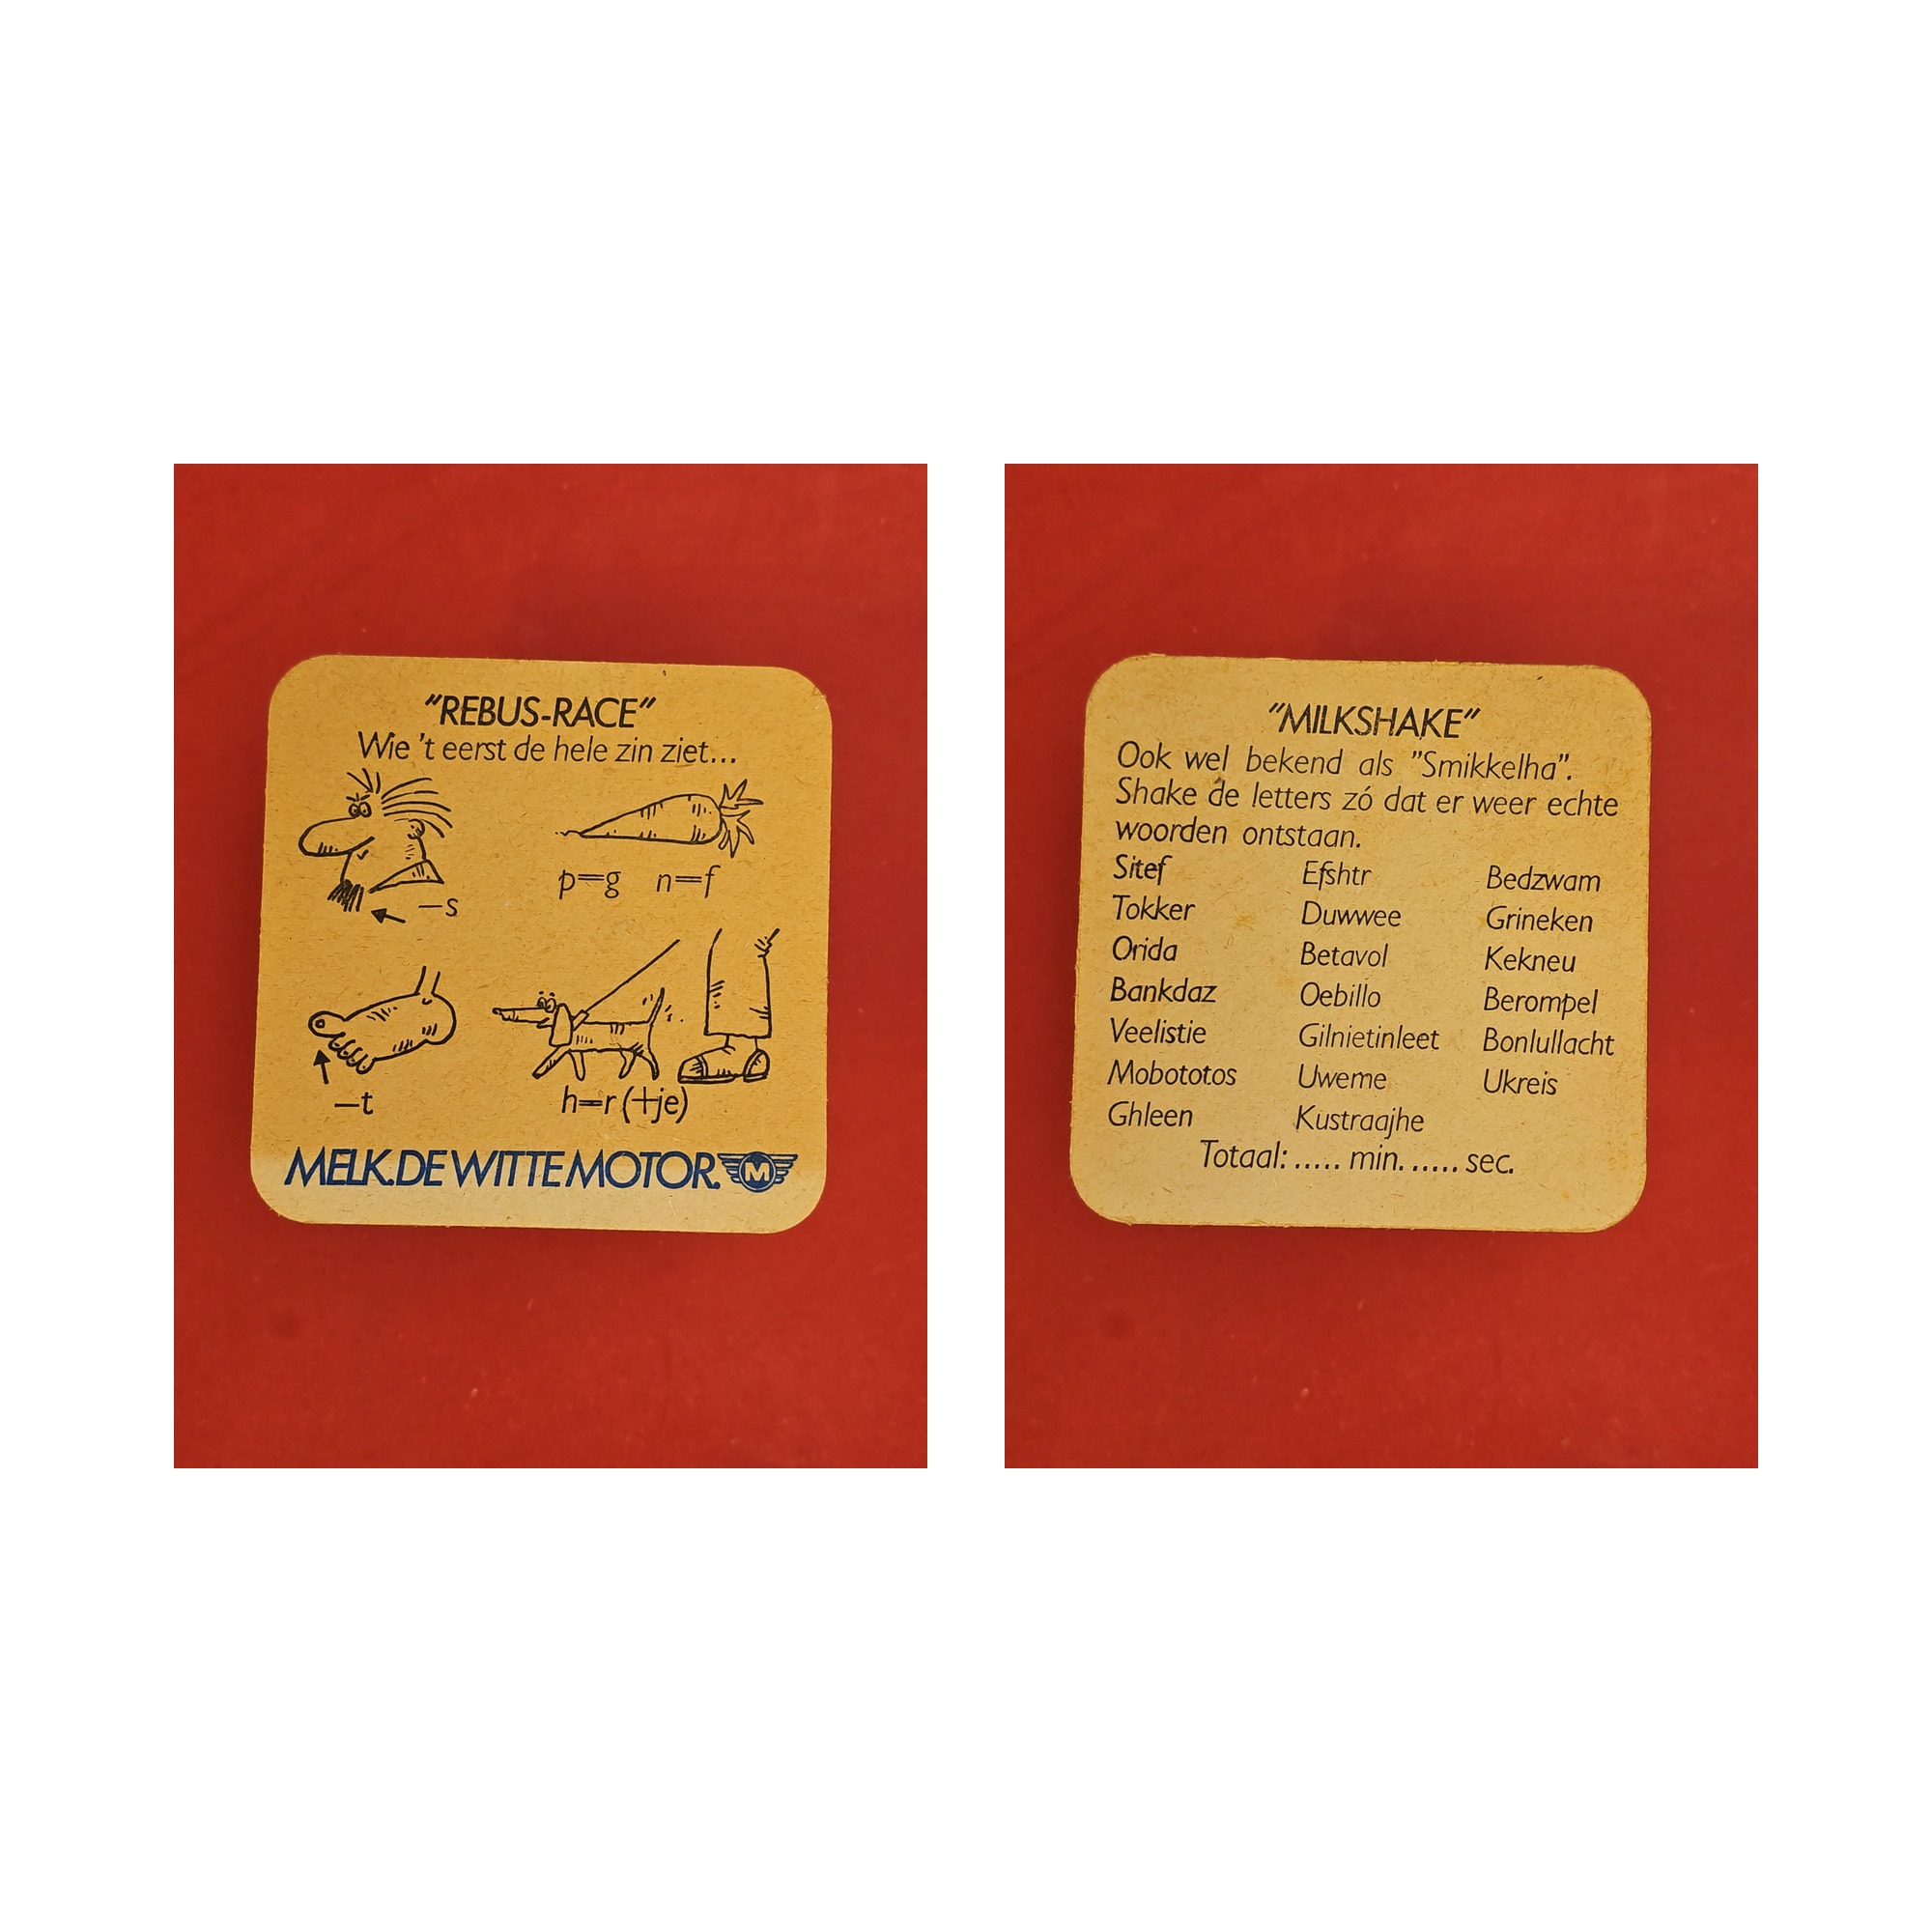 "REBUS-RACE"
Wie 't eerst de hele zin ziet...
–s
p=g n=f
–t
h=r (+je)
MELK. DE WITTE MOTOR. M
"MILKSHAKE"
Ook wel bekend als "Smikkelha".
Shake de letters zó dat er weer echte
woorden ontstaan.
Sitef Efshtr Bedzwam
Tokker Duwwee Grineken
Orida Betavol Kekneu
Bankdaz Oebillo Berompel
Veelistie Gilnietinleet Bonlullacht
Mobototos Uweme Ukreis
Ghleen Kustraajhe
Totaal: ..... min. ...... sec.